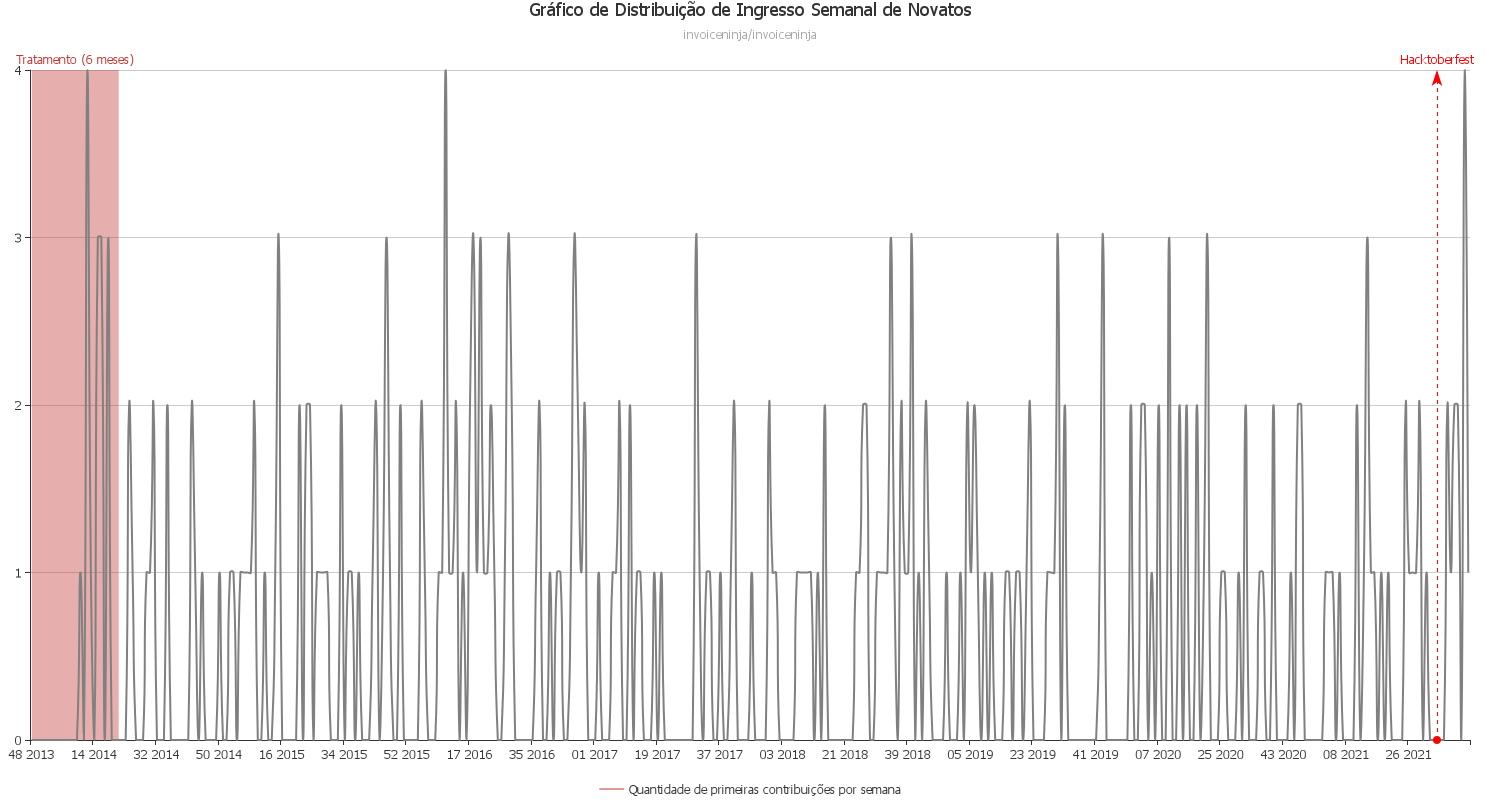 Gráfico de Distribuição de Ingresso Semanal de Novatos
invoiceninja/invoiceninja
Tratamento (6 meses)
Hacktoberfest
4
3
2
1
0
48 2013 14 2014 32 2014 50 2014 16 2015 34 2015 52 2015 17 2016 35 2016 01 2017 19 2017 37 2017 03 2018 21 2018 39 2018 05 2019 23 2019 41 2019 07 2020 25 2020 43 2020 08 2021 26 2021
Quantidade de primeiras contribuições por semana